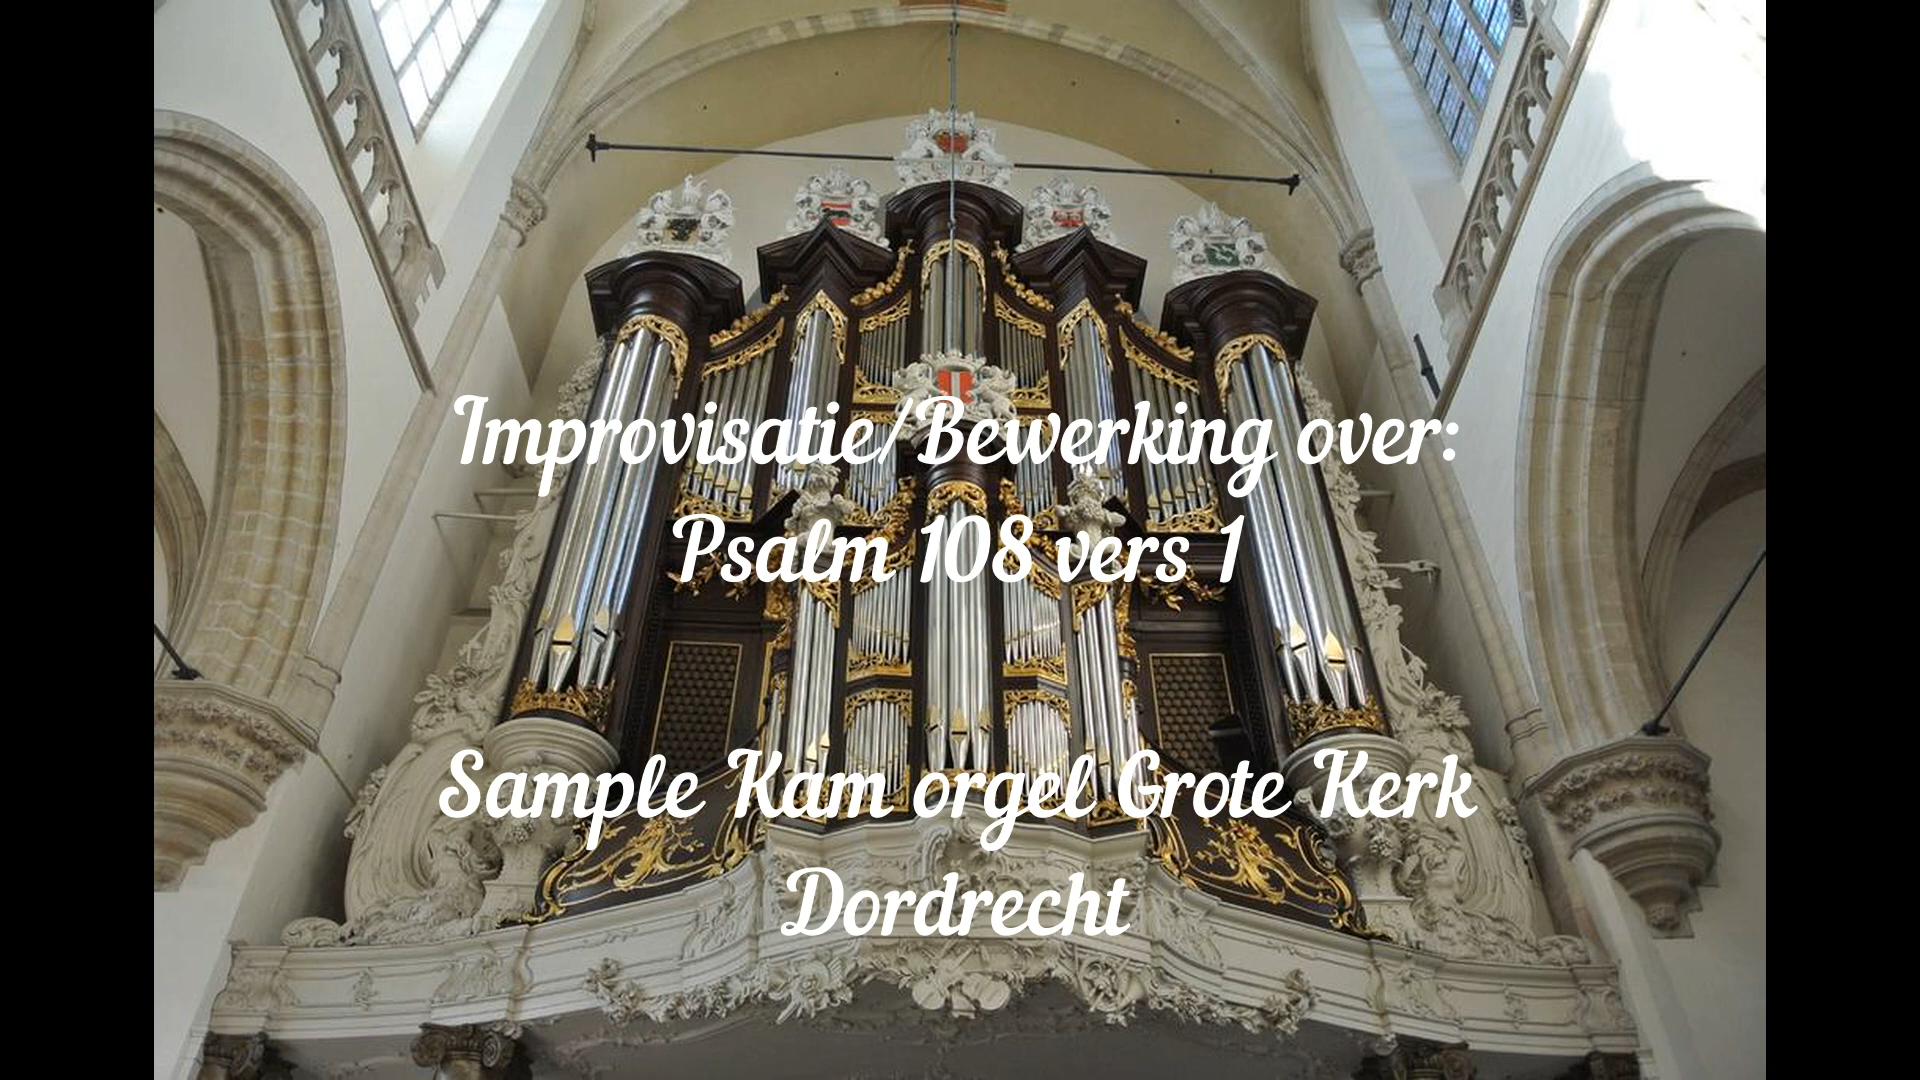 Improvisatie/Bewerking over:
Psalm 108 vers 1
Sample Kam orgel Grote Kerk
Dordrecht